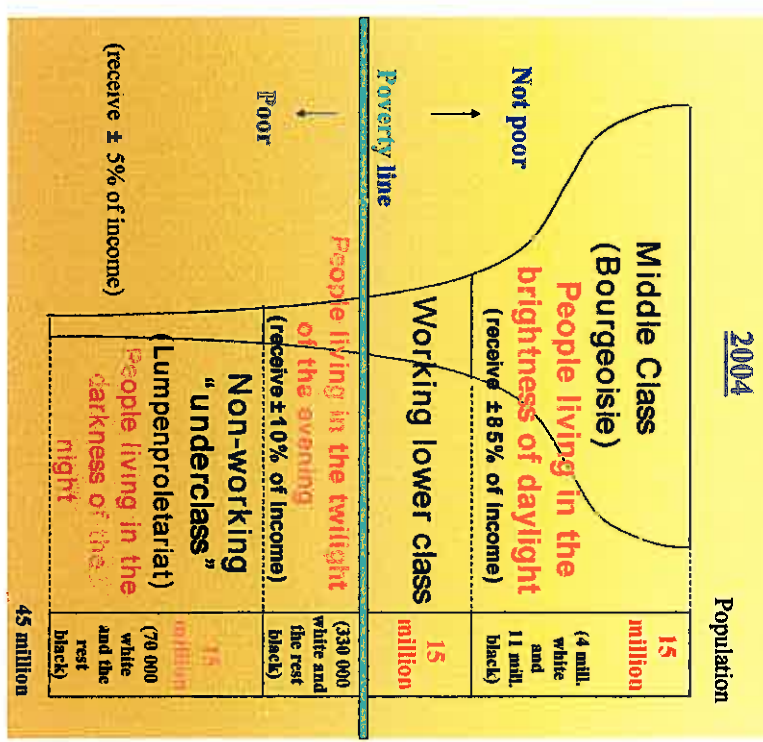 2004
Population
Middle Class
(Bourgeoisie)
People living in the
brightness of daylight
(receive ±85% of income)
15
million
(4 mill.
white
and
11 mill.
black)
Not poor
Working lower class
15
million
Poverty line
People living in the twilight
of the evening
(receive ±10% of income)
(330 000
white and
the rest
black)
Poor
Non-working
"underclass"
(Lumpenproletariat)
People living in the
darkness of the
night
15
million
(70 000
white
and the
rest
black)
(receive ± 5% of income)
45 million